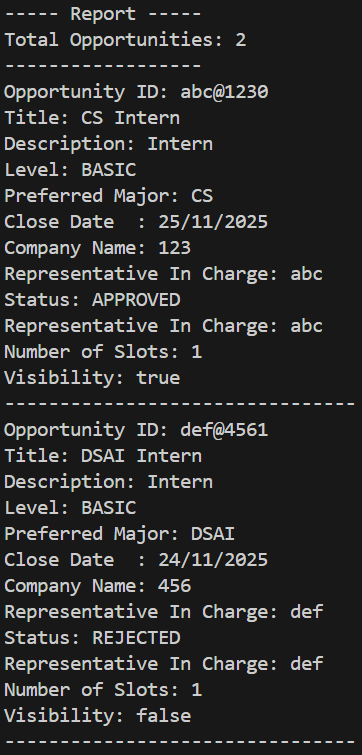 ----- Report -----
Total Opportunities: 2
------------------
Opportunity ID: abc@1230
Title: CS Intern
Description: Intern
Level: BASIC
Preferred Major: CS
Close Date  : 25/11/2025
Company Name: 123
Representative In Charge: abc
Status: APPROVED
Representative In Charge: abc
Number of Slots: 1
Visibility: true
--------------------------------
Opportunity ID: def@4561
Title: DSAI Intern
Description: Intern
Level: BASIC
Preferred Major: DSAI
Close Date  : 24/11/2025
Company Name: 456
Representative In Charge: def
Status: REJECTED
Representative In Charge: def
Number of Slots: 1
Visibility: false
--------------------------------